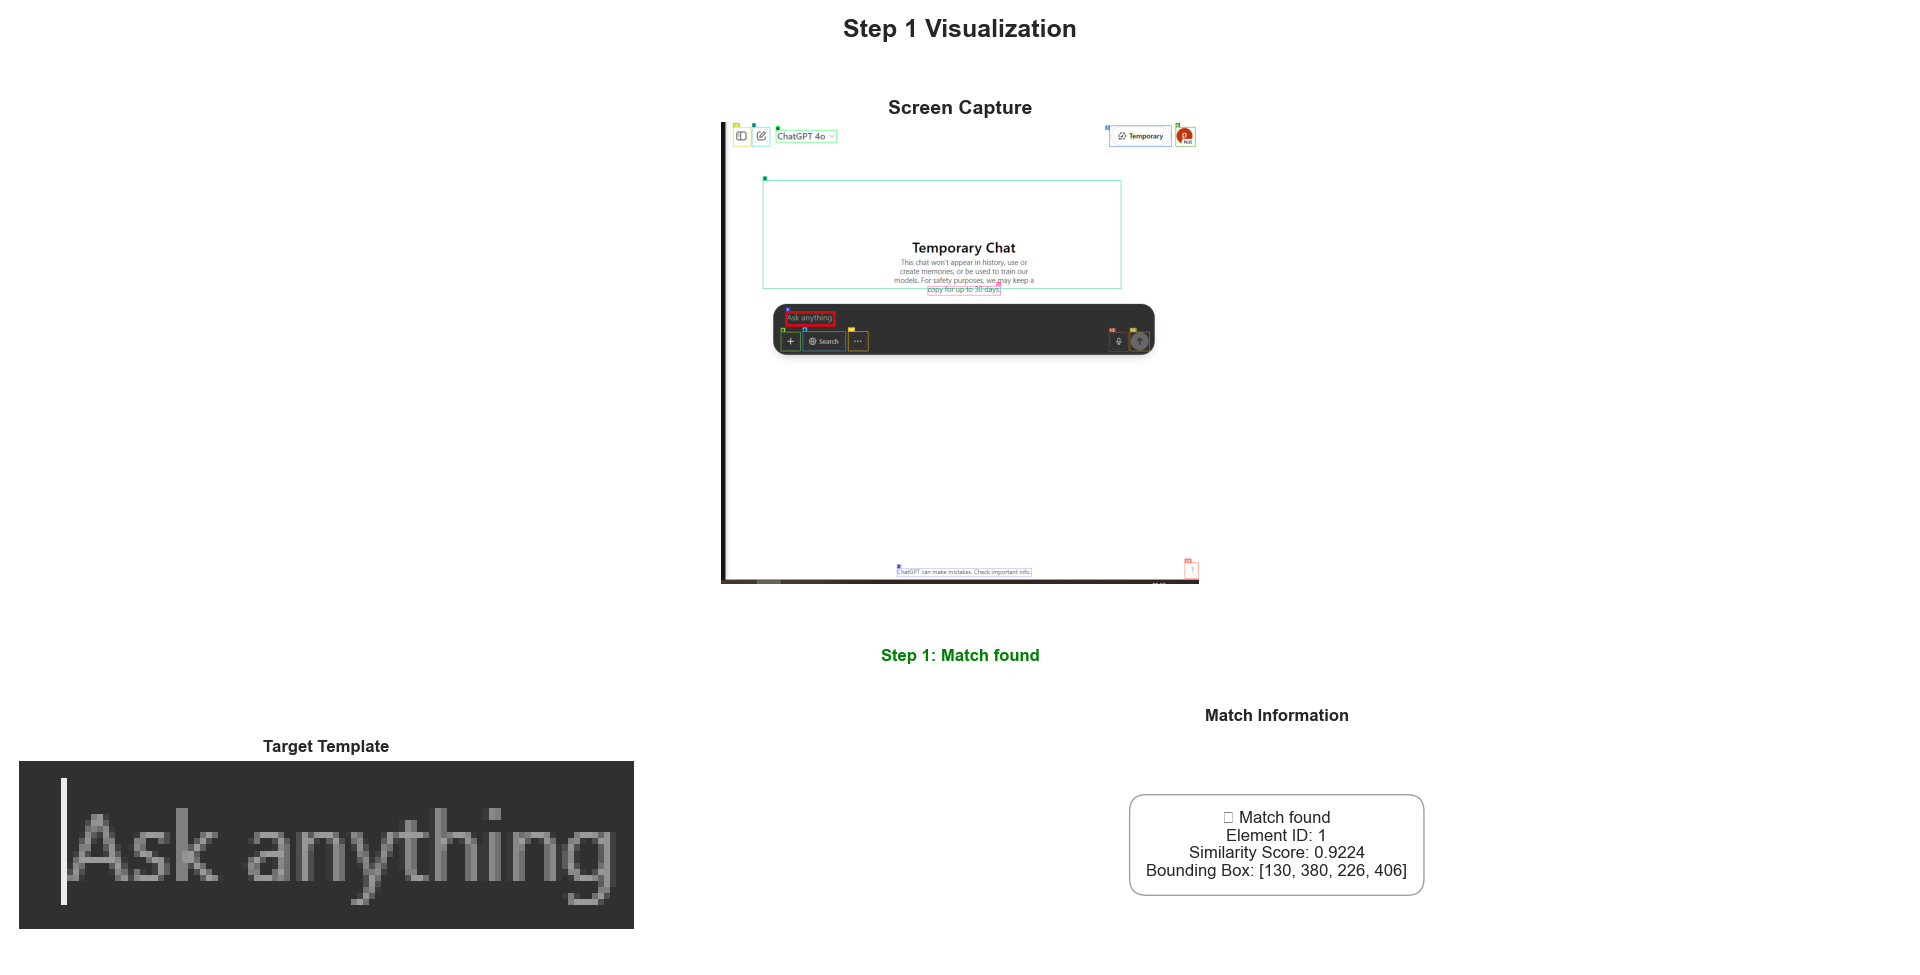 Step 1 Visualization
Screen Capture
ChatGPT 4o
Temporary
P
PLUS
Temporary Chat
This chat won't appear in history, use or
create memories, or be used to train our
models. For safety purposes, we may keep a
copy for up to 30 days.
Ask anything
Search
ChatGPT can make mistakes. Check important info.
?
Step 1: Match found
Match Information
Target Template
Ask anything
Match found
Element ID: 1
Similarity Score: 0.9224
Bounding Box: [130, 380, 226, 406]